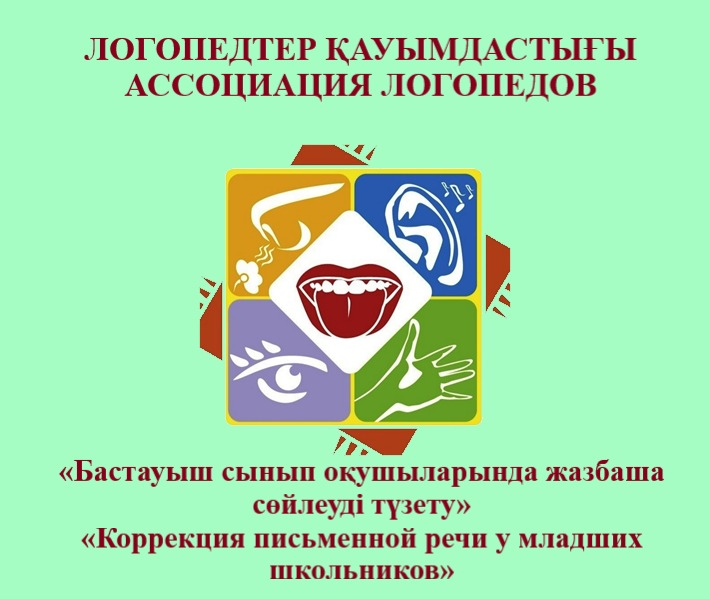 ЛОГОПЕДТЕР ҚАУЫМДАСТЫҒЫ
АССОЦИАЦИЯ ЛОГОПЕДОВ
«Бастауыш сынып оқушыларында жазбаша
сөйлеуді түзету»
«Коррекция письменной речи у младших
школьников»